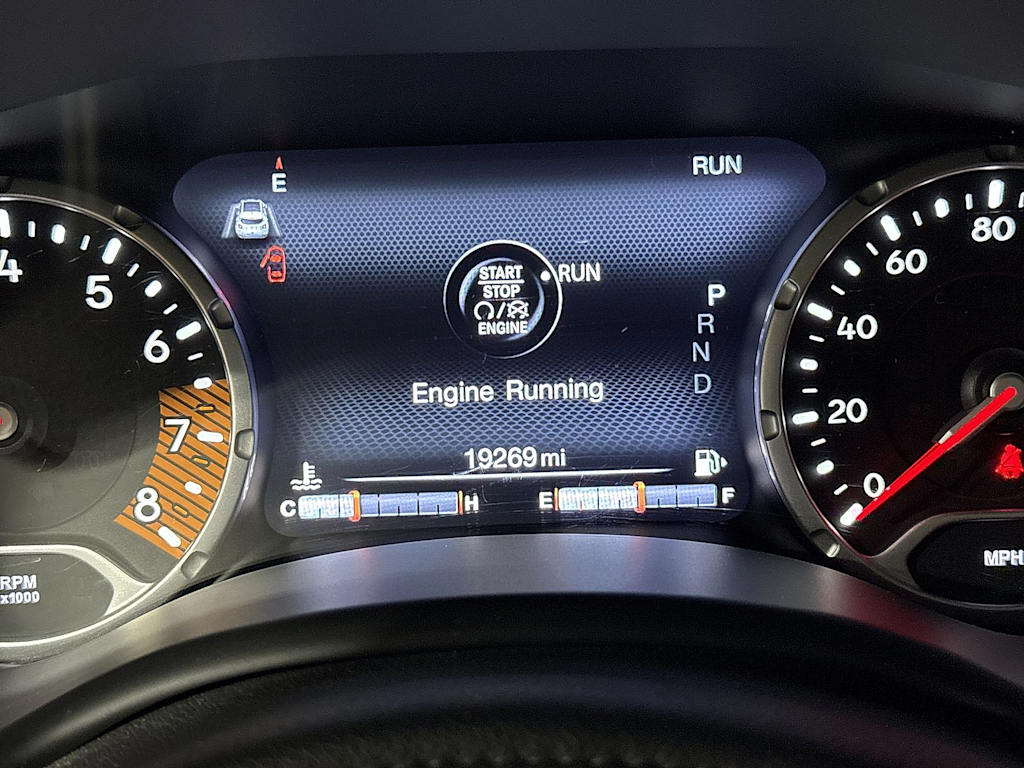 E
RUN
START
STOP
ENGINE
RUN
P
R
N
D
Engine Running
19269 mi
C
H
E
F
4
5
6
7
8
RPM
x1000
0
20
40
60
80
MPH